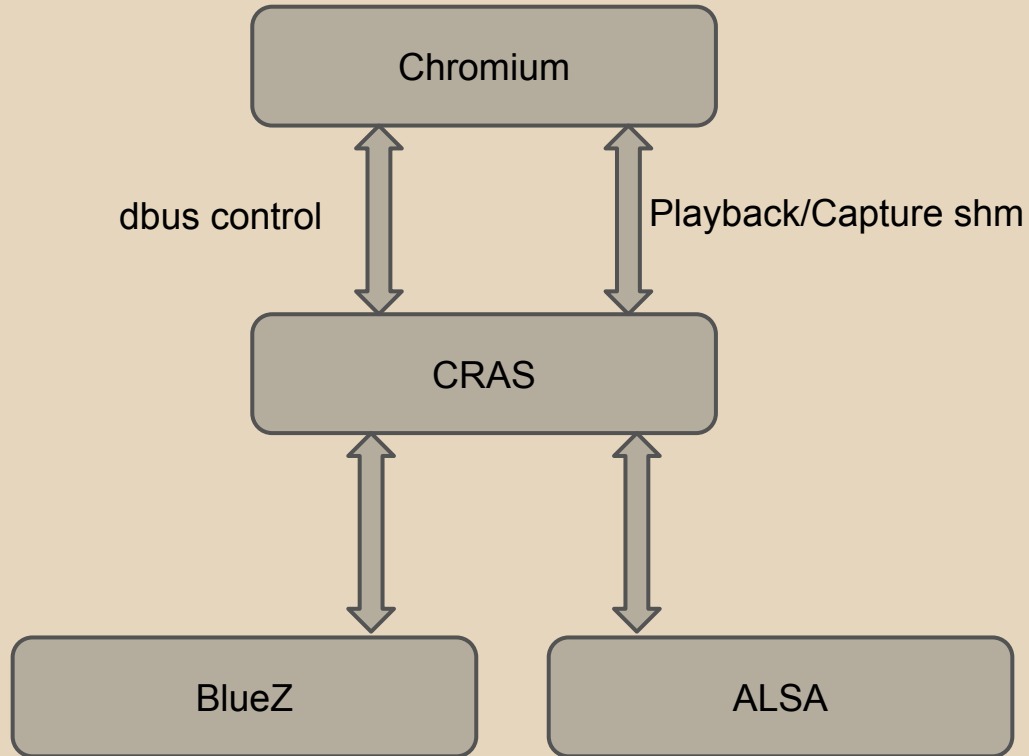 Chromium
dbus control
Playback/Capture shm
CRAS
BlueZ
ALSA